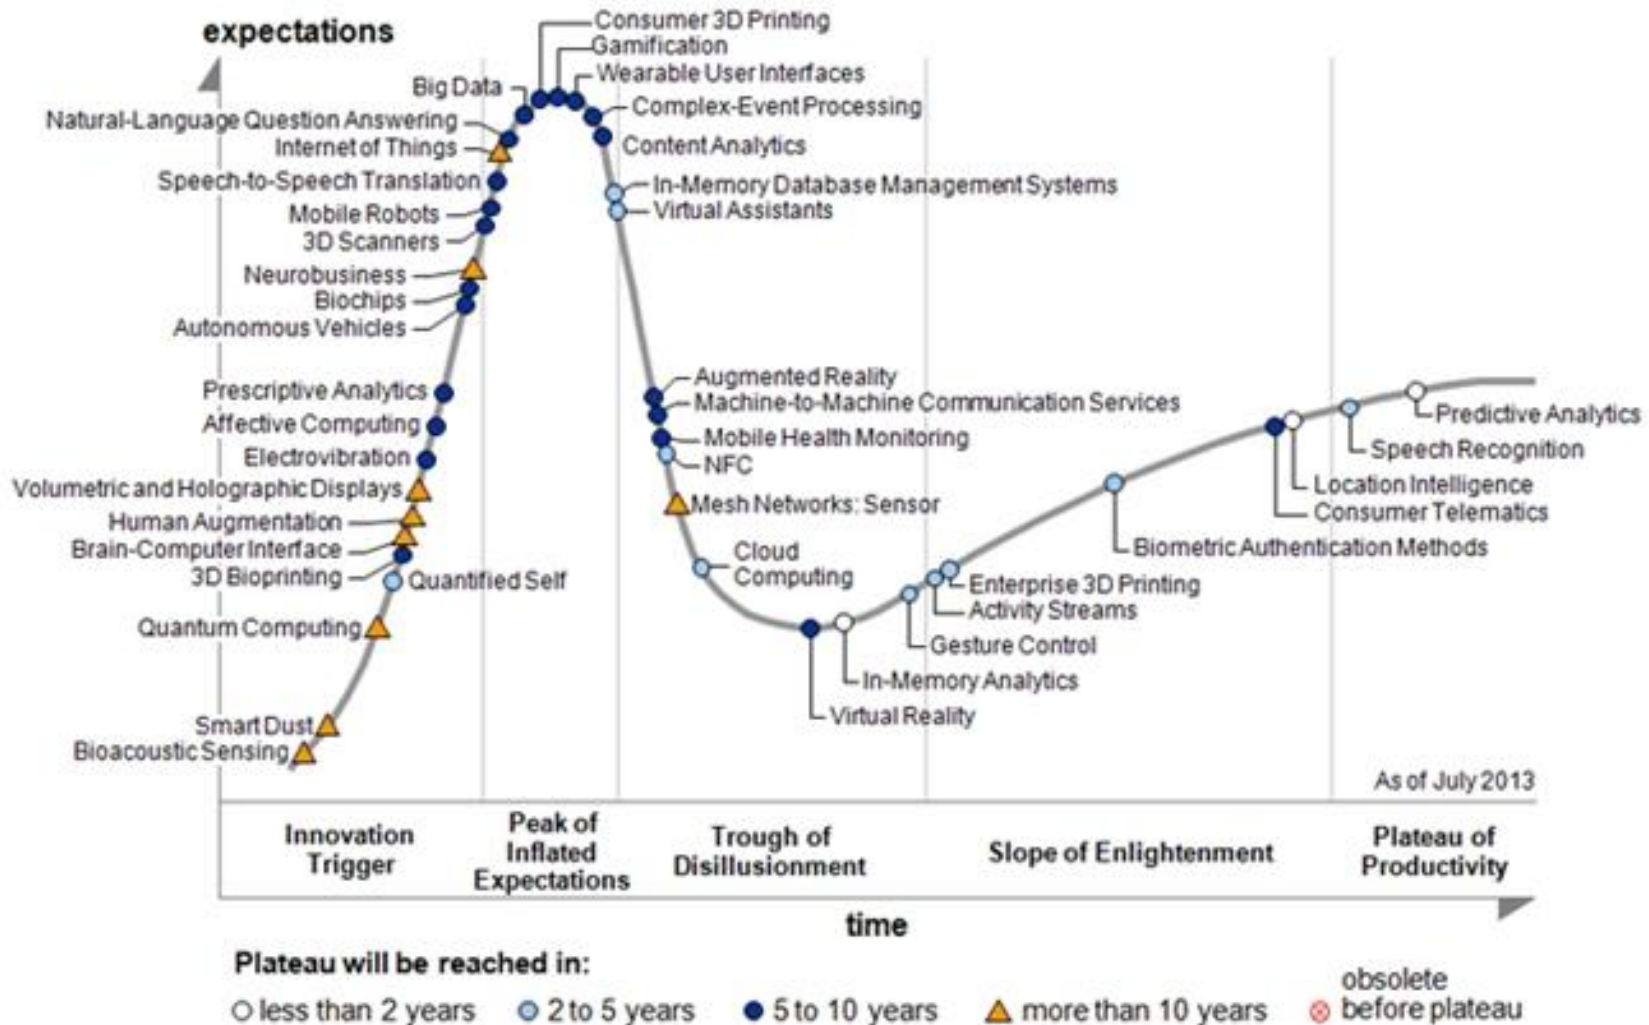 expectations
Consumer 3D Printing
Gamification
Wearable User Interfaces
Big Data
Complex-Event Processing
Natural-Language Question Answering
Content Analytics
Internet of Things
Speech-to-Speech Translation
In-Memory Database Management Systems
Mobile Robots
Virtual Assistants
3D Scanners
Neurobusiness
Biochips
Autonomous Vehicles
Augmented Reality
Prescriptive Analytics
Machine-to-Machine Communication Services
Predictive Analytics
Affective Computing
Mobile Health Monitoring
Speech Recognition
Electrovibration
NFC
Volumetric and Holographic Displays
Location Intelligence
Mesh Networks: Sensor
Consumer Telematics
Human Augmentation
Brain-Computer Interface
Biometric Authentication Methods
Cloud
Computing
3D Bioprinting
Quantified Self
Enterprise 3D Printing
Activity Streams
Quantum Computing
Gesture Control
In-Memory Analytics
Virtual Reality
Smart Dust
Bioacoustic Sensing
As of July 2013
Innovation
Trigger
Peak of
Inflated
Expectations
Trough of
Disillusionment
Slope of Enlightenment
Plateau of
Productivity
time
Plateau will be reached in:
less than 2 years
2 to 5 years
5 to 10 years
more than 10 years
obsolete
before plateau